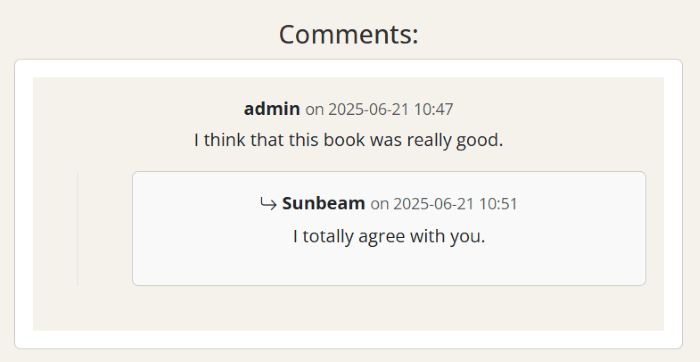 Comments:
admin on 2025-06-21 10:47
I think that this book was really good.
Sunbeam on 2025-06-21 10:51
I totally agree with you.